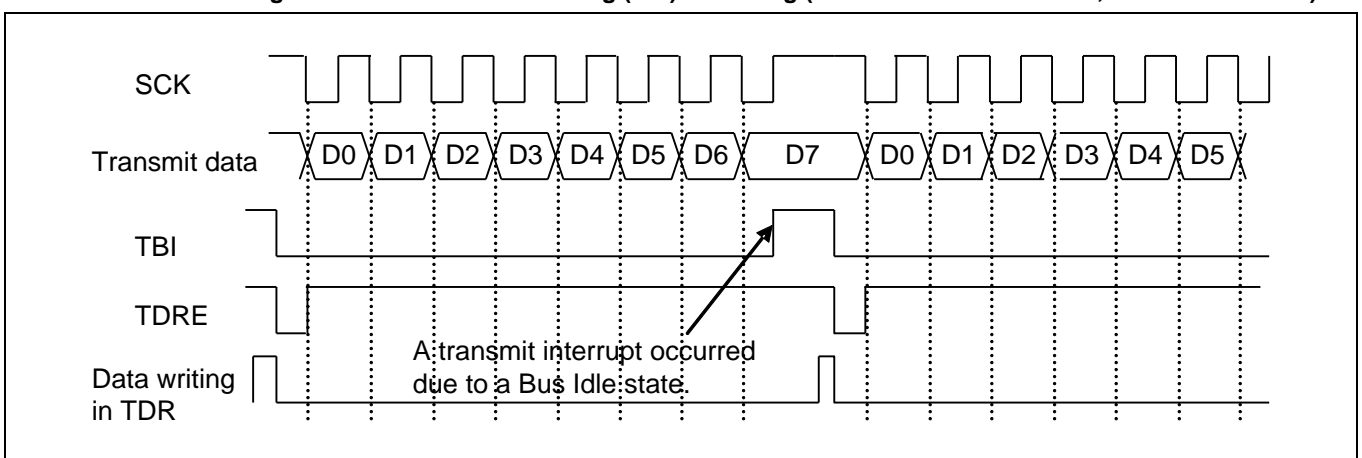 SCK
Transmit data
D0 D1 D2 D3 D4 D5 D6 D7 D0 D1 D2 D3 D4 D5
TBI
TDRE
A transmit interrupt occurred
due to a Bus Idle state.
Data writing
in TDR